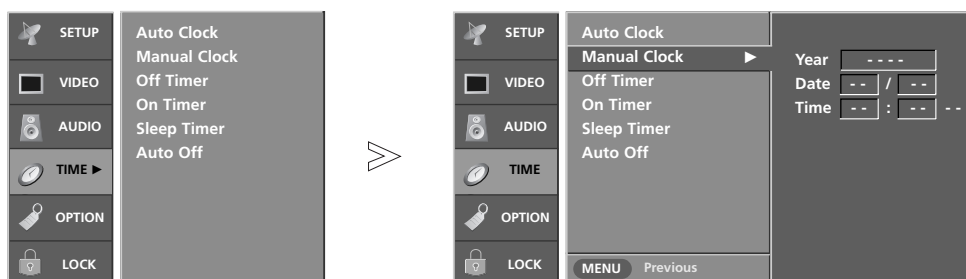 SETUP
VIDEO
AUDIO
TIME ►
OPTION
LOCK
Auto Clock
Manual Clock
Off Timer
On Timer
Sleep Timer
Auto Off
SETUP
VIDEO
AUDIO
TIME
OPTION
LOCK
Auto Clock
Manual Clock ►
Off Timer
On Timer
Sleep Timer
Auto Off
MENU Previous
Year - - - -
Date - - / - -
Time - - : - - - -